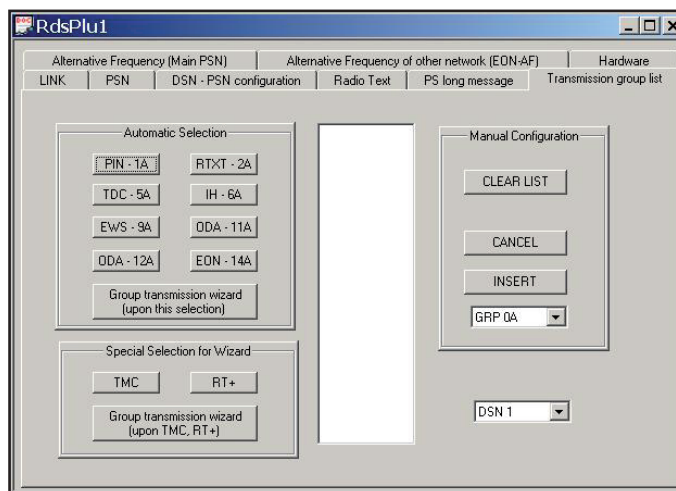 DOC
RdsPlu1
Alternative Frequency (Main PSN)
Alternative Frequency of other network (EON-AF)
Hardware
LINK
PSN
DSN - PSN configuration
Radio Text
PS long message
Transmission group list
Automatic Selection
PIN - 1A
RTXT - 2A
TDC - 5A
IH - 6A
EWS - 9A
ODA - 11A
ODA - 12A
EON - 14A
Group transmission wizard
(upon this selection)
Special Selection for Wizard
TMC
RT+
Group transmission wizard
(upon TMC, RT+)
Manual Configuration
CLEAR LIST
CANCEL
INSERT
GRP 0A
DSN 1